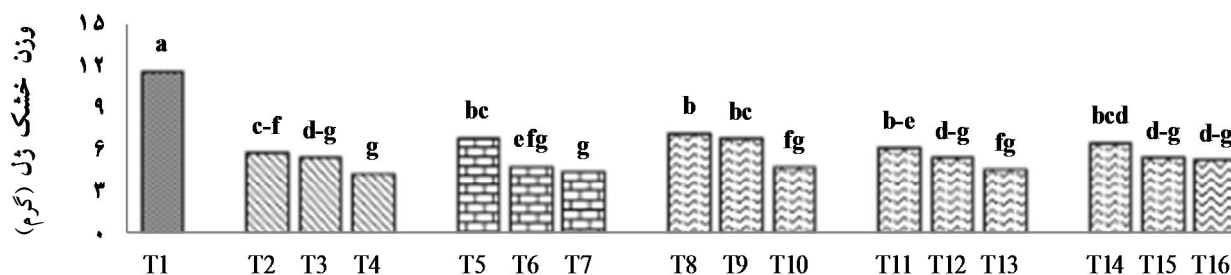 وزن خشک ژل (گرم)
۱۵
۱۲
۹
۶
۳
۰
a
c-f d-g g
bc efg g
b bc fg
b-e d-g fg
bcd d-g d-g
T1 T2 T3 T4 T5 T6 T7 T8 T9 T10 T11 T12 T13 T14 T15 T16